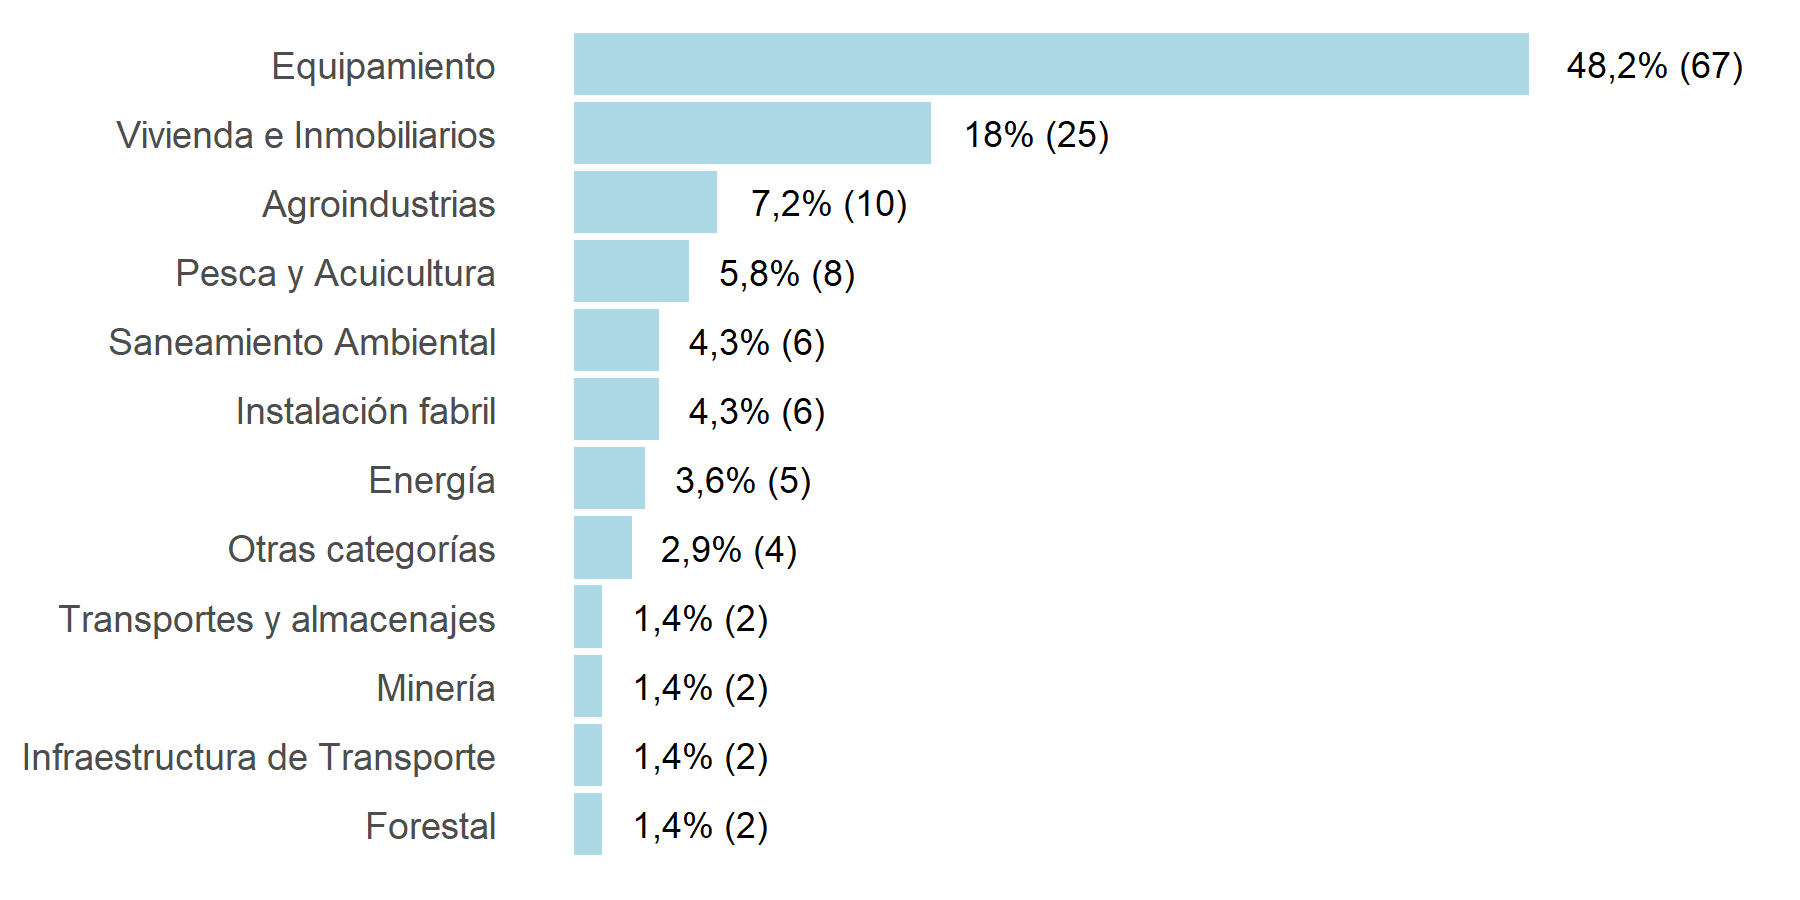 Equipamiento 48,2% (67)
Vivienda e Inmobiliarios 18% (25)
Agroindustrias 7,2% (10)
Pesca y Acuicultura 5,8% (8)
Saneamiento Ambiental 4,3% (6)
Instalación fabril 4,3% (6)
Energía 3,6% (5)
Otras categorías 2,9% (4)
Transportes y almacenajes 1,4% (2)
Minería 1,4% (2)
Infraestructura de Transporte 1,4% (2)
Forestal 1,4% (2)